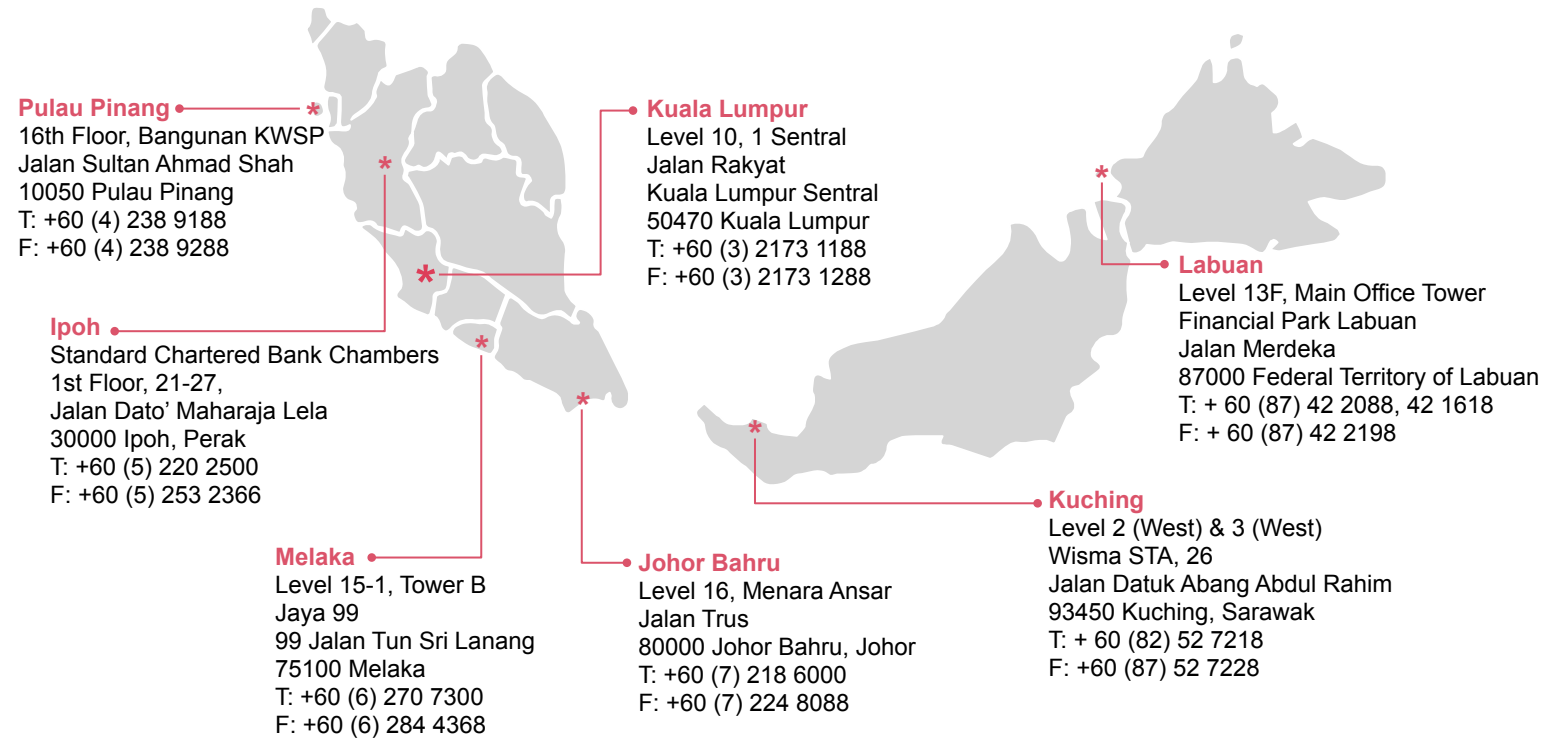 Pulau Pinang
16th Floor, Bangunan KWSP
Jalan Sultan Ahmad Shah
10050 Pulau Pinang
T: +60 (4) 238 9188
F: +60 (4) 238 9288
Ipoh
Standard Chartered Bank Chambers
1st Floor, 21-27,
Jalan Dato’ Maharaja Lela
30000 Ipoh, Perak
T: +60 (5) 220 2500
F: +60 (5) 253 2366
Melaka
Level 15-1, Tower B
Jaya 99
99 Jalan Tun Sri Lanang
75100 Melaka
T: +60 (6) 270 7300
F: +60 (6) 284 4368
Kuala Lumpur
Level 10, 1 Sentral
Jalan Rakyat
Kuala Lumpur Sentral
50470 Kuala Lumpur
T: +60 (3) 2173 1188
F: +60 (3) 2173 1288
Johor Bahru
Level 16, Menara Ansar
Jalan Trus
80000 Johor Bahru, Johor
T: +60 (7) 218 6000
F: +60 (7) 224 8088
Labuan
Level 13F, Main Office Tower
Financial Park Labuan
Jalan Merdeka
87000 Federal Territory of Labuan
T: + 60 (87) 42 2088, 42 1618
F: + 60 (87) 42 2198
Kuching
Level 2 (West) & 3 (West)
Wisma STA, 26
Jalan Datuk Abang Abdul Rahim
93450 Kuching, Sarawak
T: + 60 (82) 52 7218
F: +60 (87) 52 7228